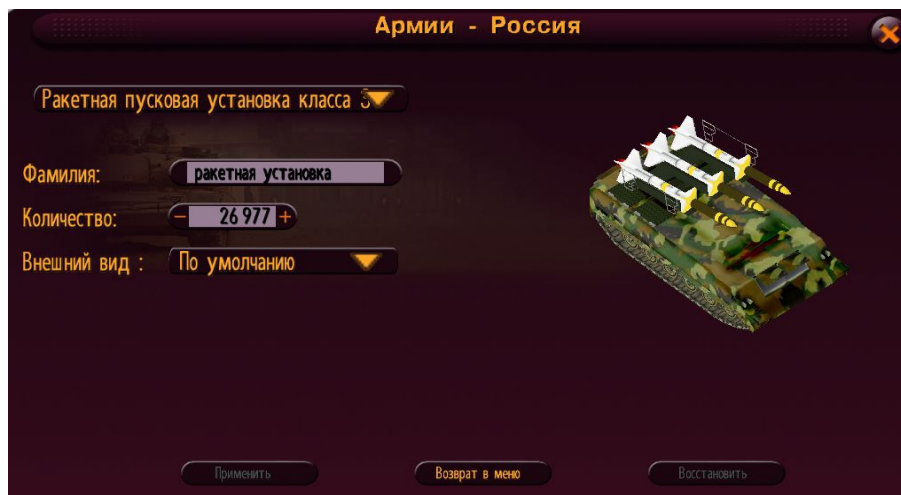 Армии - Россия
Ракетная пусковая установка класса
Фамилия: ракетная установка
Количество: − 26 977 +
Внешний вид : По умолчанию
Применить Возврат в меню Восстановить